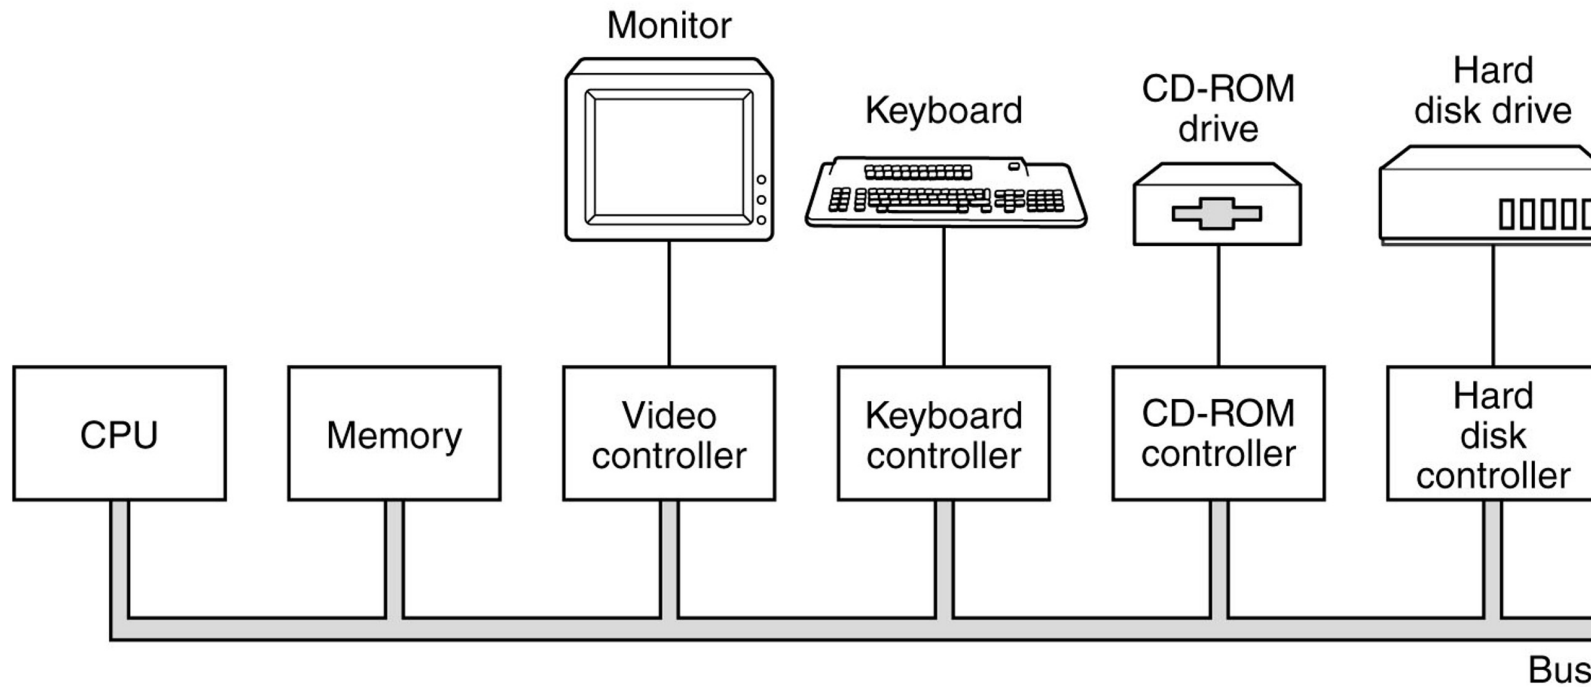 Monitor
Keyboard
CD-ROM
drive
Hard
disk drive
CPU
Memory
Video
controller
Keyboard
controller
CD-ROM
controller
Hard
disk
controller
Bus